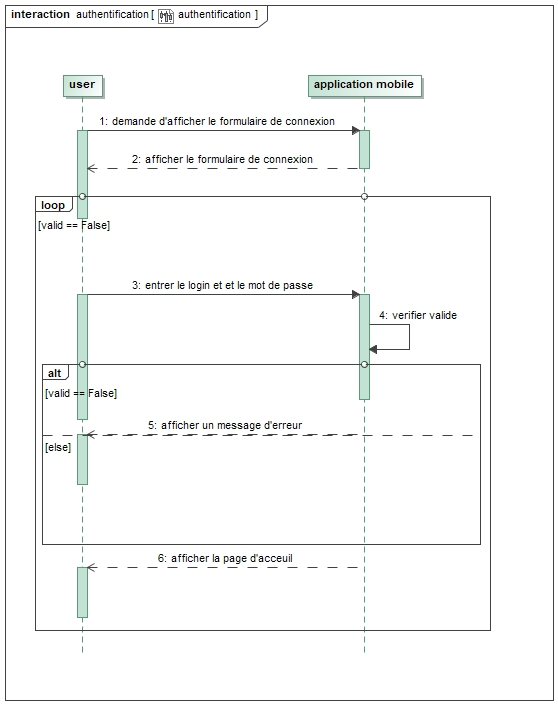 interaction authentification [ authentification ]
user
application mobile
1: demande d'afficher le formulaire de connexion
2: afficher le formulaire de connexion
loop
[valid == False]
3: entrer le login et et le mot de passe
4: verifier valide
alt
[valid == False]
5: afficher un message d'erreur
[else]
6: afficher la page d'acceuil